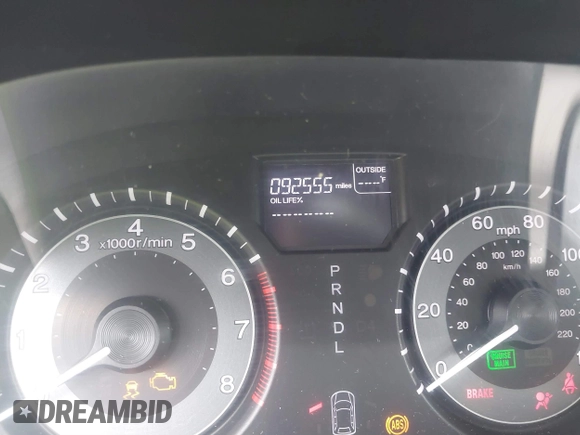 092555 miles
OUTSIDE
-----°F
OIL LIFE%
----------
1 2 3 4 5 6 7 8
x1000r/min
P
R
N
D
L
0 20 40 60 80 100
mph
0 20 40 60 80 100 120 140 160 180 200 220
km/h
CRUISE
MAIN
BRAKE
ABS
DREAMBID